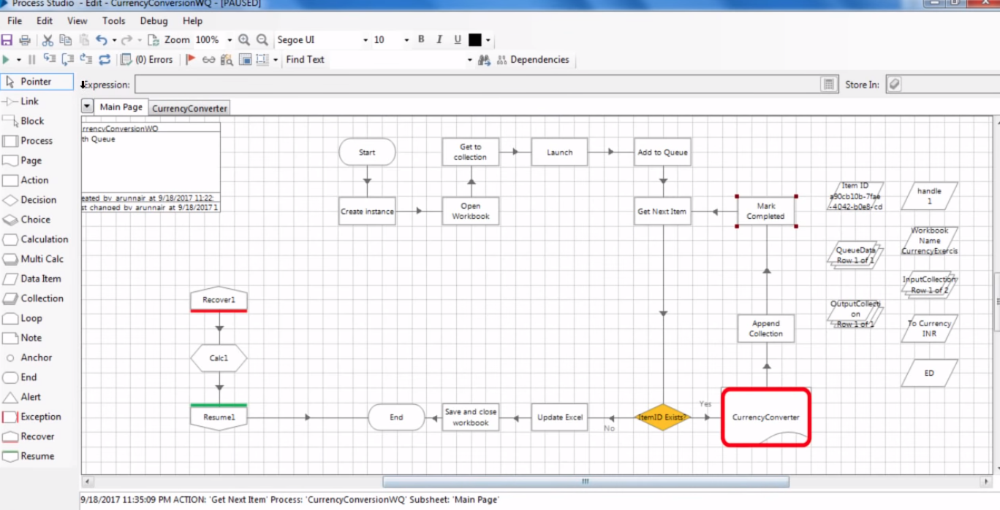 Process Studio - Edit - CurrencyConversionWQ - [PAUSED]
File Edit View Tools Debug Help
Zoom 100% Segoe UI 10 B I U
(0) Errors Find Text Dependencies
Pointer
Expression: Store In:
Link
Main Page CurrencyConverter
Block
Process
Page
Action
Decision
Choice
Calculation
Multi Calc
Data Item
Collection
Loop
Note
Anchor
End
Alert
Exception
Recover
Resume
rrencyConversionWQ
th Queue
eated by arunnair at 9/18/2017 11:22:
st changed by arunnair at 9/18/2017 1
Start
Get to
collection
Launch
Add to Queue
Create instance
Open
Workbook
Get Next Item
Mark
Completed
Item ID
a90cb10b-7fae
-4042-b0e8-cd
handle
1
QueueData
Row 1 of 1
Workbook
Name
CurrencyExercis
InputCollection
Row 1 of 2
OutputCollecti
on
Row 1 of 1
To Currency
INR
ED
Recover1
Calc1
Append
Collection
Resume1
End
Save and close
workbook
Update Excel
No
ItemID Exists?
Yes
CurrencyConverter
9/18/2017 11:35:09 PM ACTION: 'Get Next Item' Process: 'CurrencyConversionWQ' Subsheet: 'Main Page'